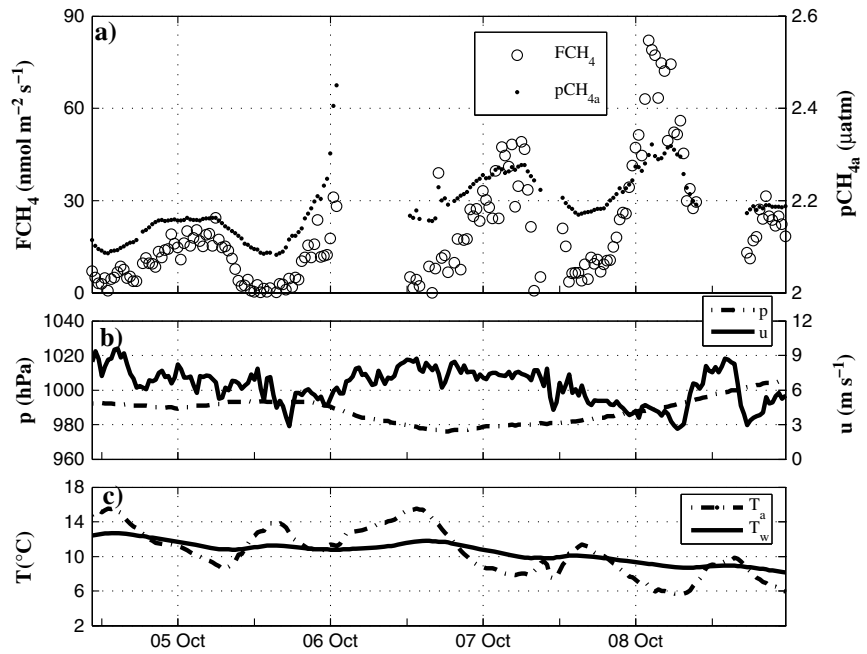 a)
90
60
30
0
FCH4 (nmol m−2 s−1)
FCH4
pCH4a
2.6
2.4
2.2
2
pCH4a (μatm)
b)
1040
1020
1000
980
960
p (hPa)
p
u
12
9
6
3
0
u (m s−1)
c)
18
14
10
6
2
T(°C)
Ta
Tw
05 Oct 06 Oct 07 Oct 08 Oct